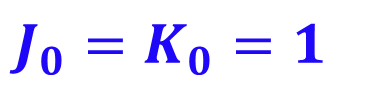 J₀ = K₀ = 1